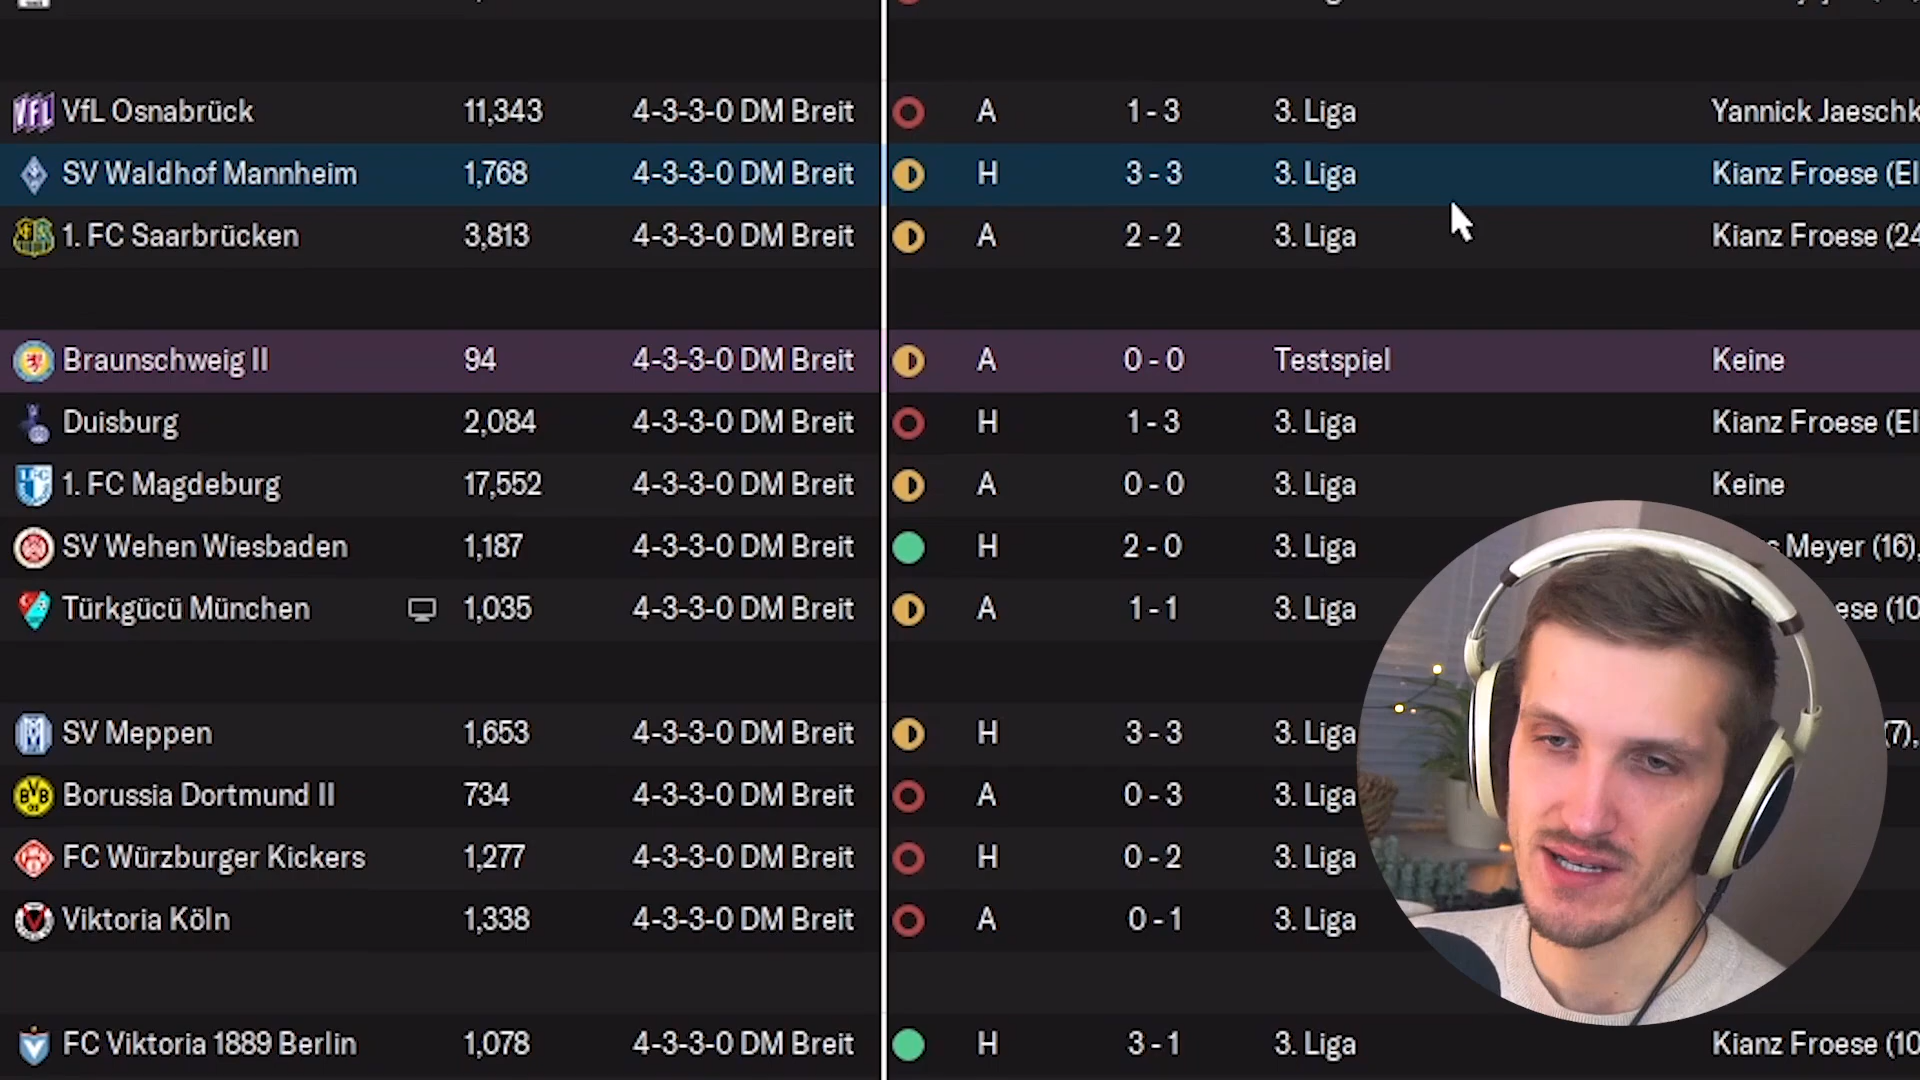 VfL Osnabrück 11,343 4-3-3-0 DM Breit A 1 - 3 3. Liga Yannick Jaeschk
SV Waldhof Mannheim 1,768 4-3-3-0 DM Breit H 3 - 3 3. Liga Kianz Froese (El
1. FC Saarbrücken 3,813 4-3-3-0 DM Breit A 2 - 2 3. Liga Kianz Froese (24
Braunschweig II 94 4-3-3-0 DM Breit A 0 - 0 Testspiel Keine
Duisburg 2,084 4-3-3-0 DM Breit H 1 - 3 3. Liga Kianz Froese (El
1. FC Magdeburg 17,552 4-3-3-0 DM Breit A 0 - 0 3. Liga Keine
SV Wehen Wiesbaden 1,187 4-3-3-0 DM Breit H 2 - 0 3. Liga s Meyer (16),
Türkgücü München 1,035 4-3-3-0 DM Breit A 1 - 1 3. Liga ese (10
SV Meppen 1,653 4-3-3-0 DM Breit H 3 - 3 3. Liga (7),
Borussia Dortmund II 734 4-3-3-0 DM Breit A 0 - 3 3. Liga
FC Würzburger Kickers 1,277 4-3-3-0 DM Breit H 0 - 2 3. Liga
Viktoria Köln 1,338 4-3-3-0 DM Breit A 0 - 1 3. Liga
FC Viktoria 1889 Berlin 1,078 4-3-3-0 DM Breit H 3 - 1 3. Liga Kianz Froese (10